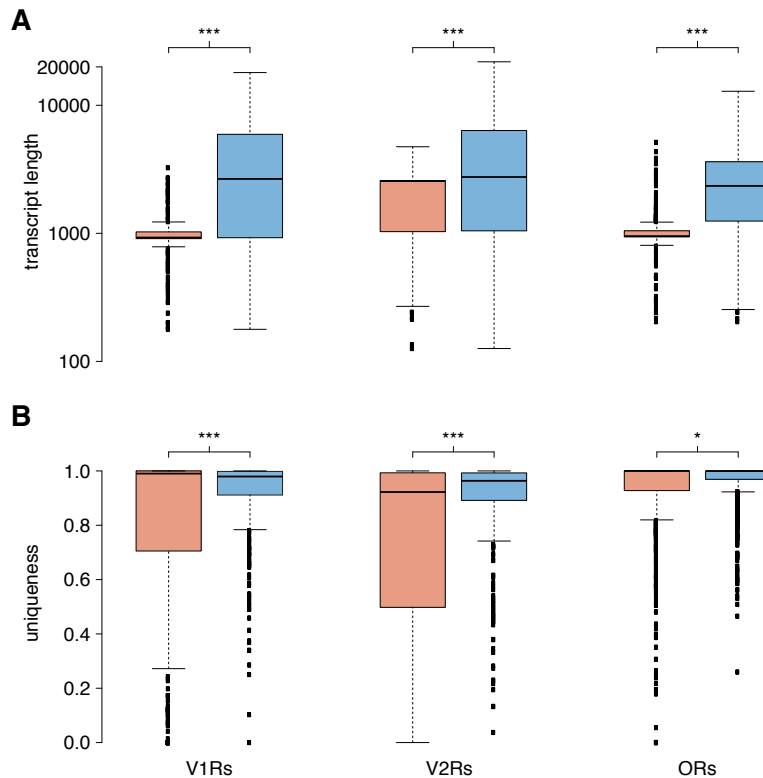 A
*** *** ***
20000
10000
1000
100
transcript length
B
*** *** *
1.0
0.8
0.6
0.4
0.2
0.0
uniqueness
V1Rs V2Rs ORs